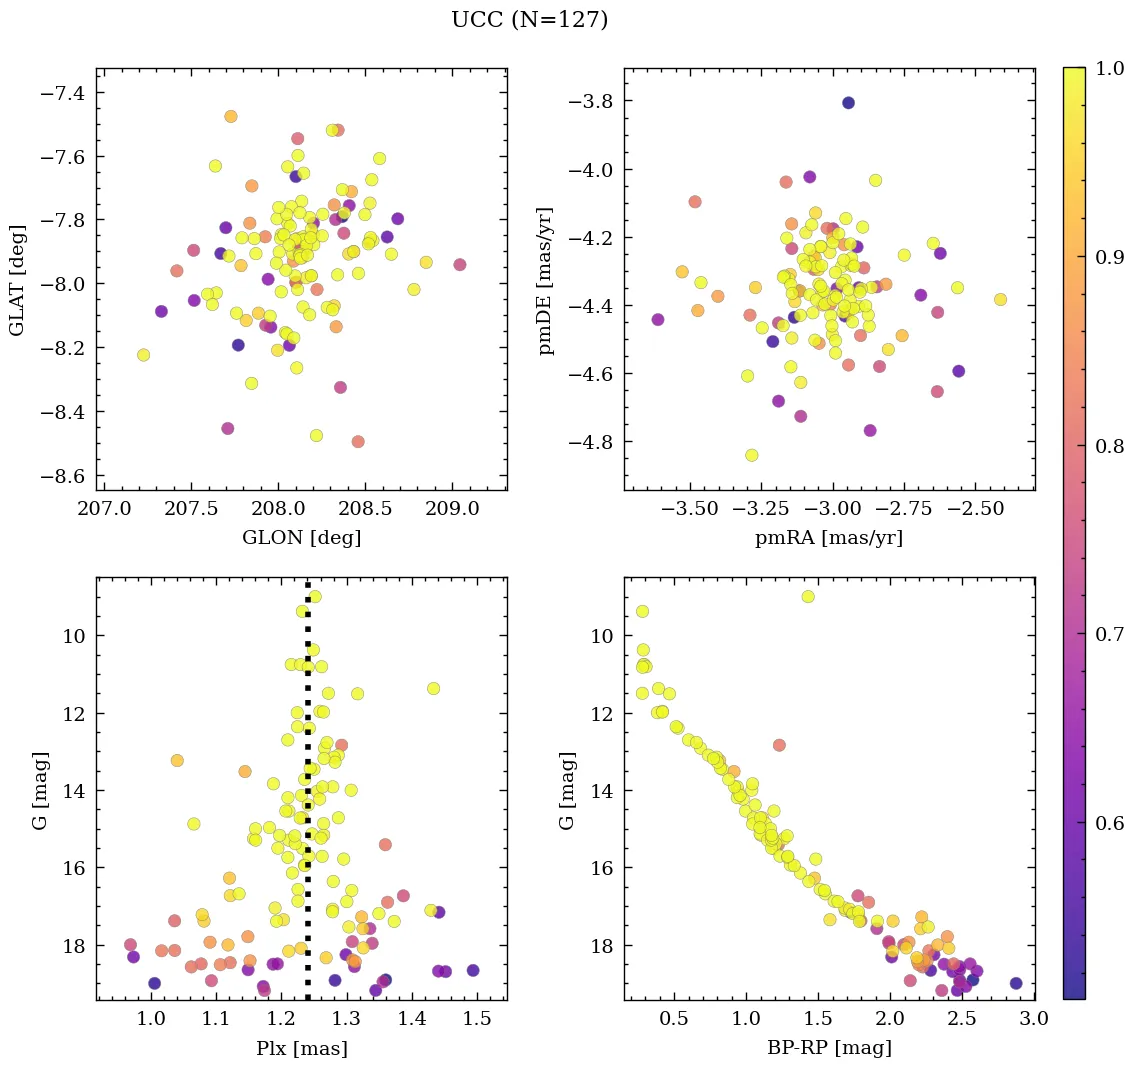 UCC (N=127)
−7.4
−7.6
−7.8
−8.0
−8.2
−8.4
−8.6
GLAT [deg]
207.0 207.5 208.0 208.5 209.0
GLON [deg]
−3.8
−4.0
−4.2
−4.4
−4.6
−4.8
pmDE [mas/yr]
−3.50 −3.25 −3.00 −2.75 −2.50
pmRA [mas/yr]
10
12
14
16
18
G [mag]
1.0 1.1 1.2 1.3 1.4 1.5
Plx [mas]
10
12
14
16
18
G [mag]
0.5 1.0 1.5 2.0 2.5 3.0
BP-RP [mag]
1.0
0.9
0.8
0.7
0.6